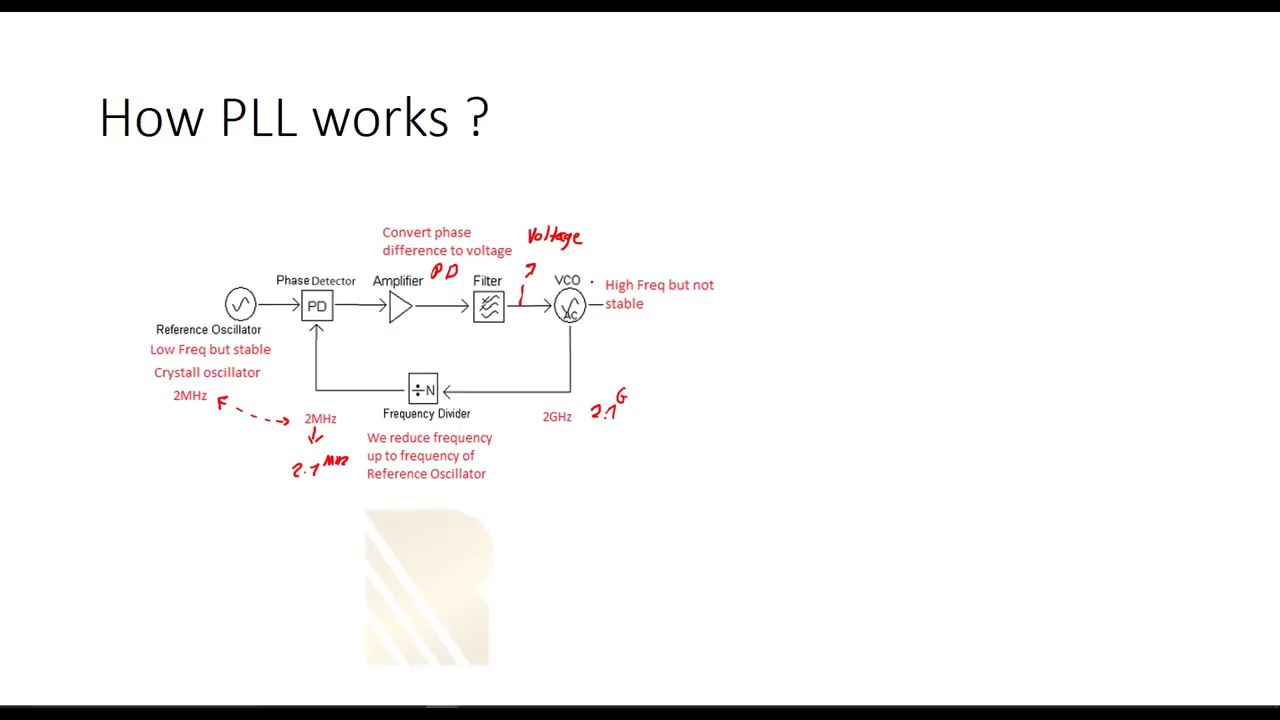 How PLL works ?
Convert phase
difference to voltage
Voltage
PD
Phase Detector
Amplifier
Filter
VCO
High Freq but not
stable
PD
AC
Reference Oscillator
Low Freq but stable
Crystall oscillator
2MHz
÷N
Frequency Divider
2MHz
2GHz
2.1 G
We reduce frequency
up to frequency of
Reference Oscillator
2.1 MHz